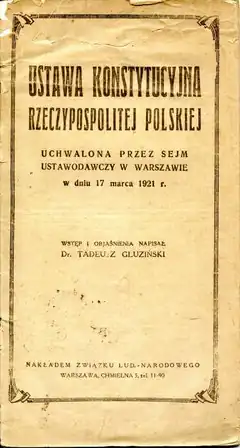 USTAWA KONSTYTUCYJNA
RZECZYPOSPOLITEJ POLSKIEJ
UCHWALONA PRZEZ SEJM
USTAWODAWCZY W WARSZAWIE
w dniu 17 marca 1921 r.
WSTĘP I OBJAŚNIENIA NAPISAŁ
Dr. TADEUSZ GLUZIŃSKI
NAKŁADEM ZWIĄZKU LUD.-NARODOWEGO
WARSZAWA, CHMIELNA 5, tel. 11-40